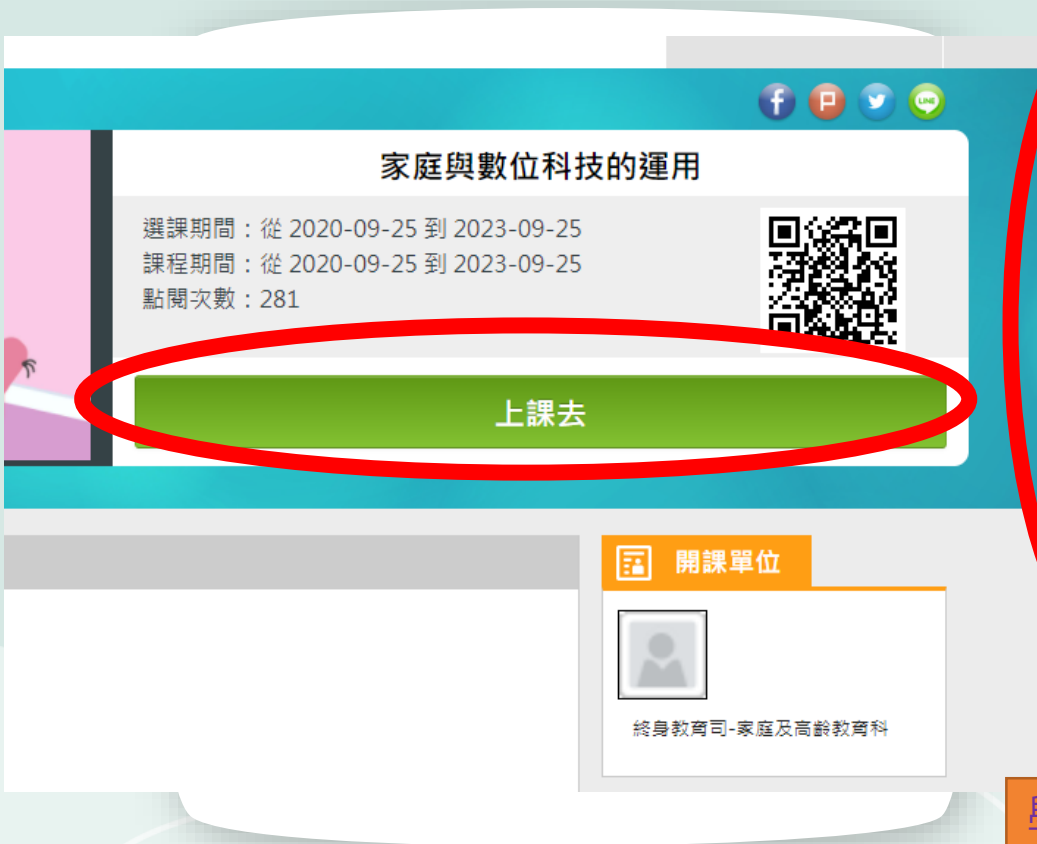 家庭與數位科技的運用
選課期間：從 2020-09-25 到 2023-09-25
課程期間：從 2020-09-25 到 2023-09-25
點閱次數：281
上課去
開課單位
終身教育司-家庭及高齡教育科